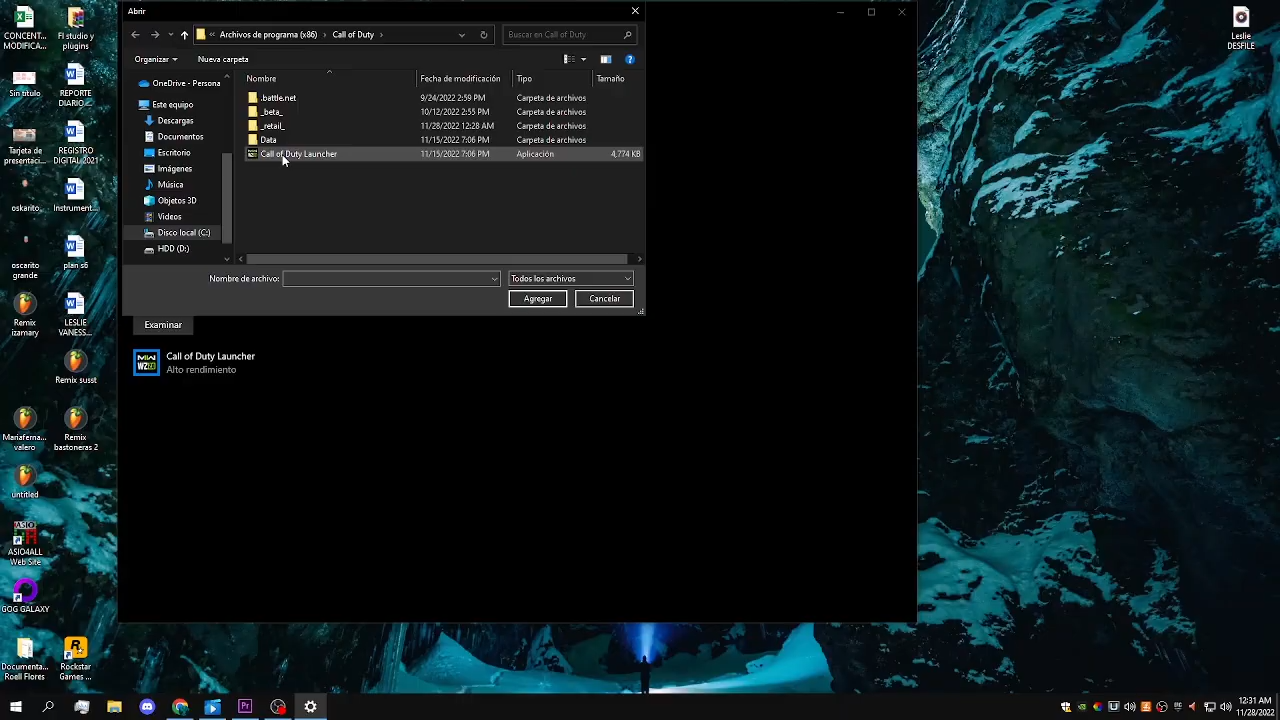 Abrir
Archivos de programa (x86) › Call of Duty ›
Buscar en Call of Duty
Organizar
Nueva carpeta
Nombre
Fecha de modificación
Tipo
Tamaño
OneDrive - Persona
Este equipo
Descargas
Documentos
Escritorio
Imágenes
Música
Objetos 3D
Vídeos
Disco local (C:)
HDD (D:)
.battle.net 9/24/2022 2:59 PM Carpeta de archivos
_beta_ 10/12/2022 2:55 PM Carpeta de archivos
_retail_ 11/28/2022 12:28 AM Carpeta de archivos
Data 11/15/2022 7:06 PM Carpeta de archivos
Call of Duty Launcher 11/15/2022 7:06 PM Aplicación 4,774 KB
Nombre de archivo:
Todos los archivos
Agregar
Cancelar
Examinar
Call of Duty Launcher
Alto rendimiento
CONCENT...
MODIFICA...
Fl studio y
plugins
Sin título
REPORTE
DIARIO ...
Tarjeta de
presentaci...
REGISTRO
DIGITAL2021
oskarito
Instrument...
oscarito
grande
plan s6
Remix
izamary
LESLIE
VANESS...
Remix susst
Mariaferna...
valero
Remix
bastoneras 2
untitled
ASIO4ALL
Web Site
GOG GALAXY
Documenta...
Roell Flores
Rockstar
Games ...
Leslie
DESFILE
12:31 AM
11/28/2022